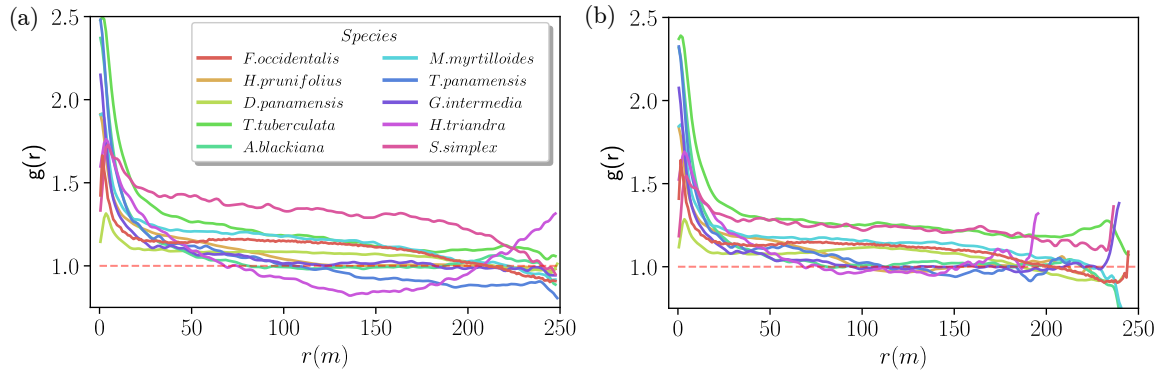 (a)
2.5
2.0
1.5
1.0
g(r)
0
50
100
150
200
250
r(m)
Species
F.occidentalis
H.prunifolius
D.panamensis
T.tuberculata
A.blackiana
M.myrtilloides
T.panamensis
G.intermedia
H.triandra
S.simplex
(b)
2.5
2.0
1.5
1.0
g(r)
0
50
100
150
200
250
r(m)